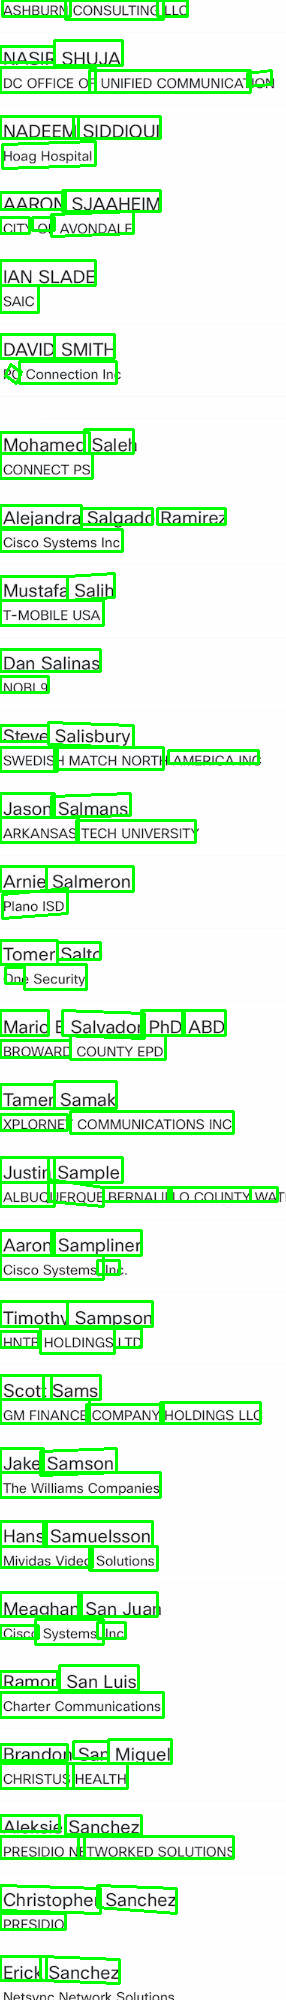 ASHBURN CONSULTING LLC
NASIR SHUJA
DC OFFICE OF UNIFIED COMMUNICATION
NADEEM SIDDIQUI
Hoag Hospital
AARON SJAAHEIM
CITY OF AVONDALE
IAN SLADE
SAIC
DAVID SMITH
PC Connection Inc
Mohamed Saleh
CONNECT PS
Alejandra Salgado Ramirez
Cisco Systems Inc
Mustafa Salih
T-MOBILE USA
Dan Salinas
NOBL9
Steve Salisbury
SWEDISH MATCH NORTH AMERICA INC
Jason Salmans
ARKANSAS TECH UNIVERSITY
Arnie Salmeron
Plano ISD
Tomer Salto
One Security
Mario E Salvador PhD ABD
BROWARD COUNTY EPD
Tamer Samak
XPLORNET COMMUNICATIONS INC
Justin Sample
ALBUQUERQUE BERNALILLO COUNTY WAT
Aaron Sampliner
Cisco Systems, Inc.
Timothy Sampson
HNTB HOLDINGS LTD
Scott Sams
GM FINANCE COMPANY HOLDINGS LLC
Jake Samson
The Williams Companies
Hans Samuelsson
Mividas Video Solutions
Meaghan San Juan
Cisco Systems, Inc.
Ramon San Luis
Charter Communications
Brandon San Miguel
CHRISTUS HEALTH
Aleksie Sanchez
PRESIDIO NETWORKED SOLUTIONS
Christopher Sanchez
PRESIDIO
Erick Sanchez
Netsync Network Solutions